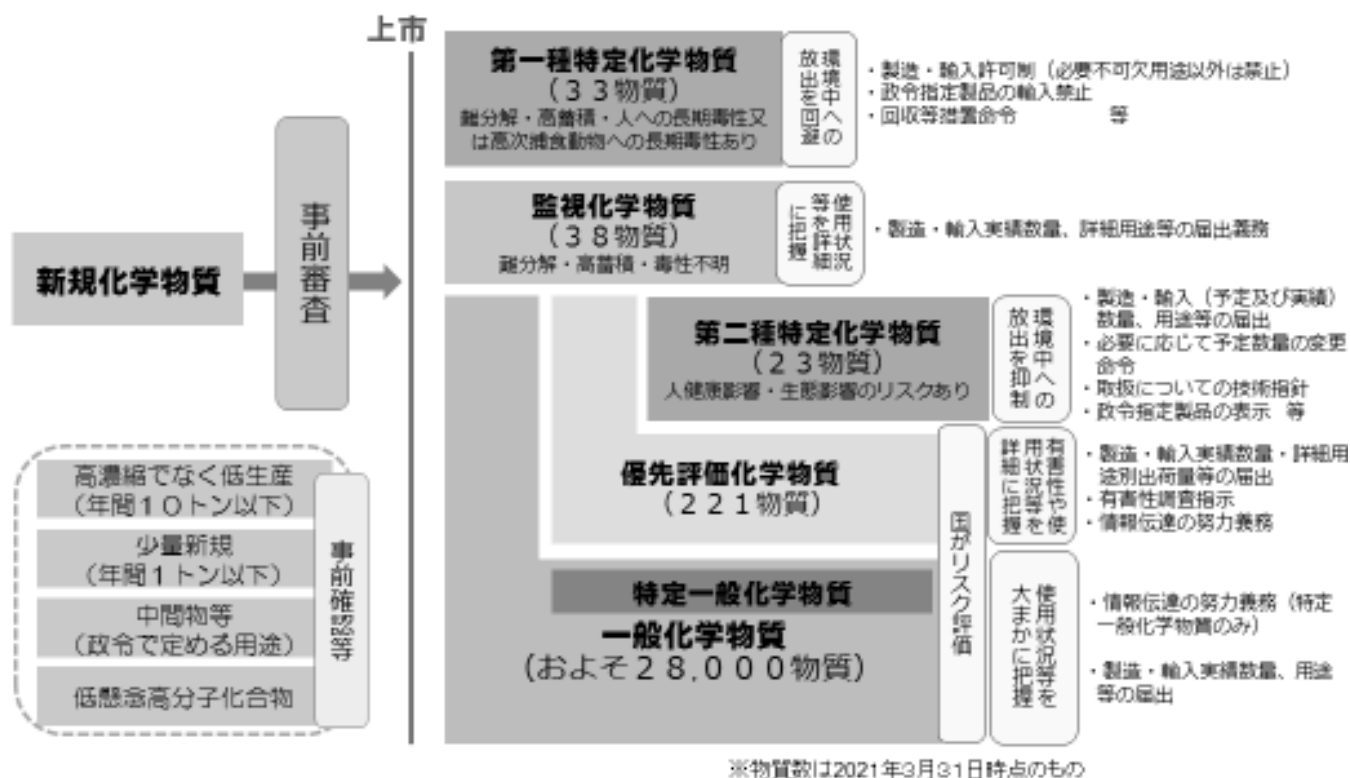 上市
新規化学物質
事前審査
高濃縮でなく低生産
（年間１０トン以下）
少量新規
（年間１トン以下）
中間物等
（政令で定める用途）
低懸念高分子化合物
事前確認等
第一種特定化学物質
（３３物質）
難分解・高蓄積・人への長期毒性又
は高次捕食動物への長期毒性あり
環境中への
放出を回避
・製造・輸入許可制（必要不可欠用途以外は禁止）
・政令指定製品の輸入禁止
・回収等措置命令　　　　等
監視化学物質
（３８物質）
難分解・高蓄積・毒性不明
使用状況
等を詳細
に把握
・製造・輸入実績数量、詳細用途等の届出義務
第二種特定化学物質
（２３物質）
人健康影響・生態影響のリスクあり
環境中への
放出を抑制
・製造・輸入（予定及び実績）
数量、用途等の届出
・必要に応じて予定数量の変更
命令
・取扱についての技術指針
・政令指定製品の表示　等
優先評価化学物質
（２２１物質）
国がリスク評価
有害性や使
用状況等を
詳細に把握
・製造・輸入実績数量・詳細用
途別出荷量等の届出
・有害性調査指示
・情報伝達の努力義務
特定一般化学物質
一般化学物質
（およそ２８,０００物質）
使用状況等を
大まかに把握
・情報伝達の努力義務（特定
一般化学物質のみ）
・製造・輸入実績数量、用途
等の届出
※物質数は2021年3月31日時点のもの